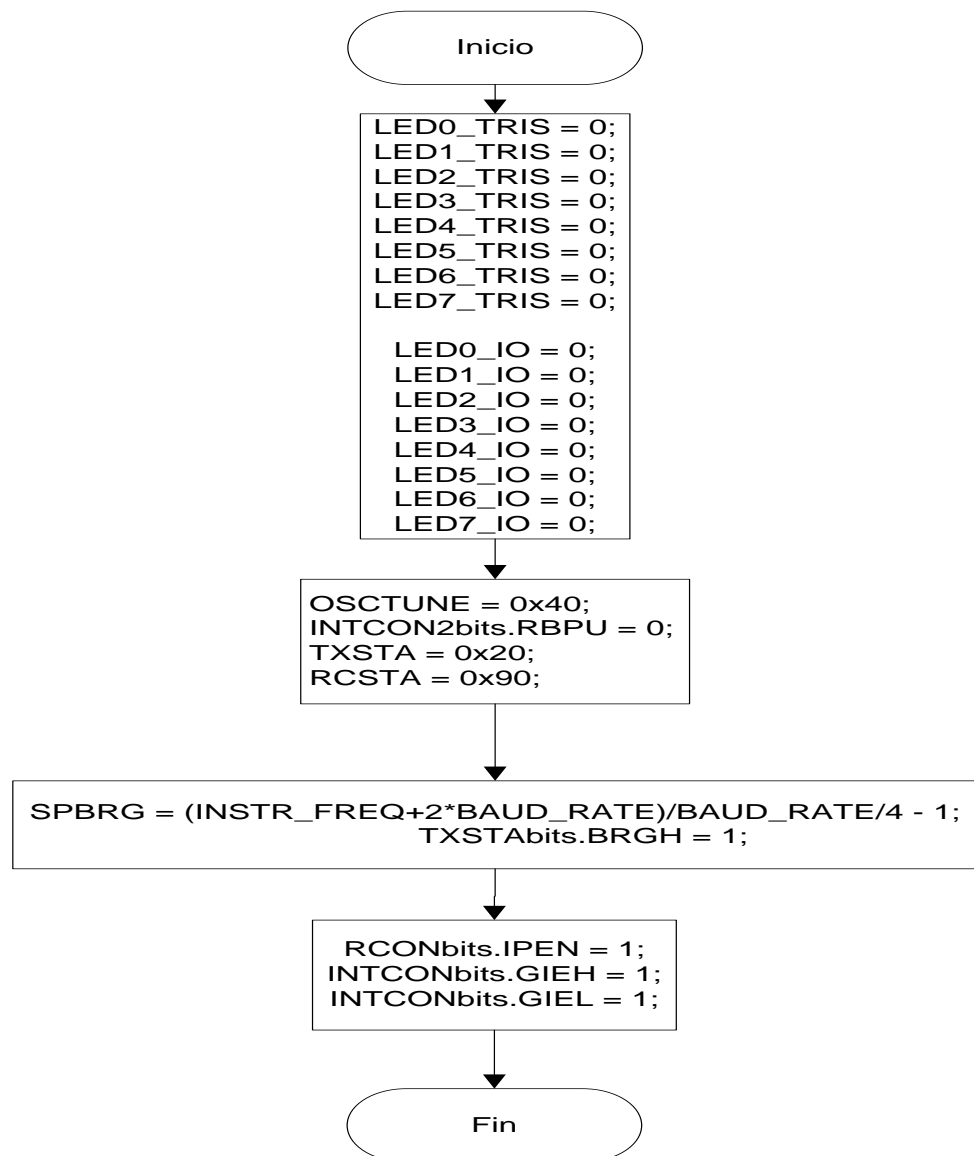 Inicio
LED0_TRIS = 0;
LED1_TRIS = 0;
LED2_TRIS = 0;
LED3_TRIS = 0;
LED4_TRIS = 0;
LED5_TRIS = 0;
LED6_TRIS = 0;
LED7_TRIS = 0;
LED0_IO = 0;
LED1_IO = 0;
LED2_IO = 0;
LED3_IO = 0;
LED4_IO = 0;
LED5_IO = 0;
LED6_IO = 0;
LED7_IO = 0;
OSCTUNE = 0x40;
INTCON2bits.RBPU = 0;
TXSTA = 0x20;
RCSTA = 0x90;
SPBRG = (INSTR_FREQ+2*BAUD_RATE)/BAUD_RATE/4 - 1;
TXSTAbits.BRGH = 1;
RCONbits.IPEN = 1;
INTCONbits.GIEH = 1;
INTCONbits.GIEL = 1;
Fin